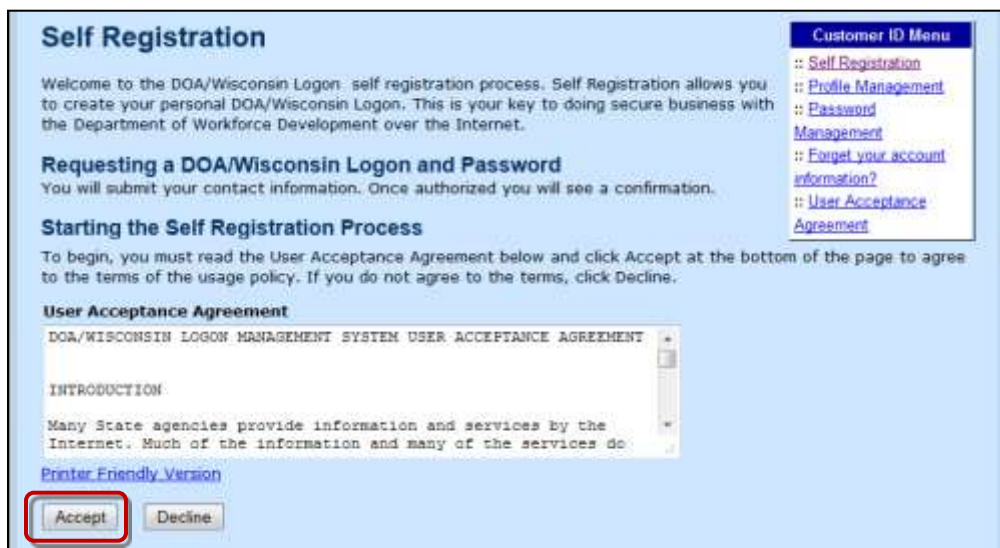 Self Registration
Welcome to the DOA/Wisconsin Logon self registration process. Self Registration allows you
to create your personal DOA/Wisconsin Logon. This is your key to doing secure business with
the Department of Workforce Development over the Internet.
Requesting a DOA/Wisconsin Logon and Password
You will submit your contact information. Once authorized you will see a confirmation.
Starting the Self Registration Process
To begin, you must read the User Acceptance Agreement below and click Accept at the bottom of the page to agree
to the terms of the usage policy. If you do not agree to the terms, click Decline.
User Acceptance Agreement
DOA/WISCONSIN LOGON MANAGEMENT SYSTEM USER ACCEPTANCE AGREEMENT
INTRODUCTION
Many State agencies provide information and services by the
Internet. Much of the information and many of the services do
Printer Friendly Version
Accept Decline
Customer ID Menu
:: Self Registration
:: Profile Management
:: Password
Management
:: Forget your account
information?
:: User Acceptance
Agreement